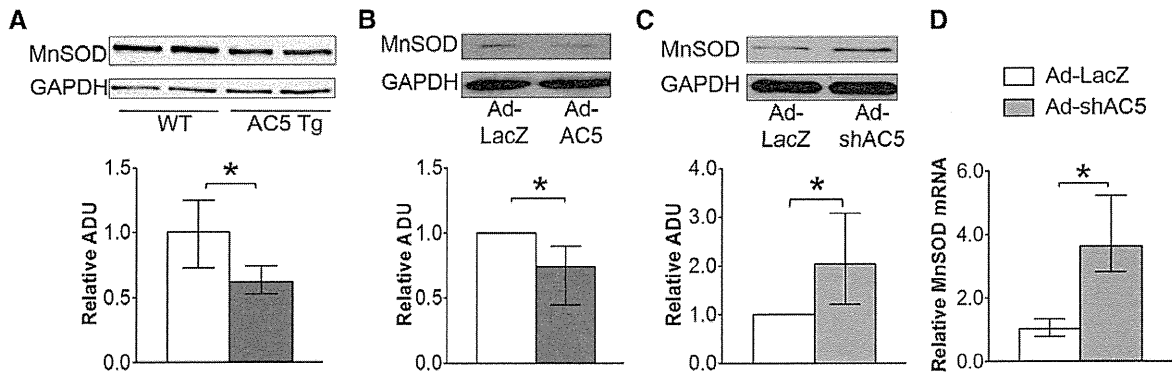 A
MnSOD
GAPDH
WT
AC5 Tg
*
Relative ADU
1.5
1.0
0.5
0.0
B
MnSOD
GAPDH
Ad-
LacZ
Ad-
AC5
*
Relative ADU
1.5
1.0
0.5
0.0
C
MnSOD
GAPDH
Ad-
LacZ
Ad-
shAC5
*
Relative ADU
4.0
3.0
2.0
1.0
0.0
D
Ad-LacZ
Ad-shAC5
*
Relative MnSOD mRNA
6.0
4.0
2.0
0.0